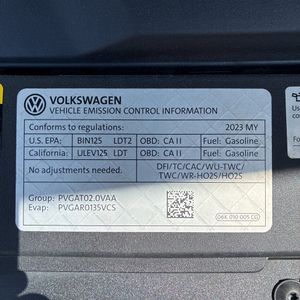 VOLKSWAGEN
VEHICLE EMISSION CONTROL INFORMATION
Conforms to regulations: 2023 MY
U.S. EPA: BIN125 LDT2 OBD: CA II Fuel: Gasoline
California: ULEV125 LDT OBD: CA II Fuel: Gasoline
No adjustments needed. DFI/TC/CAC/WU-TWC/
TWC/WR-HO2S/HO2S
Group: PVGAT02.0VAA
Evap: PVGAR0135VCS
06K 010 005 CG